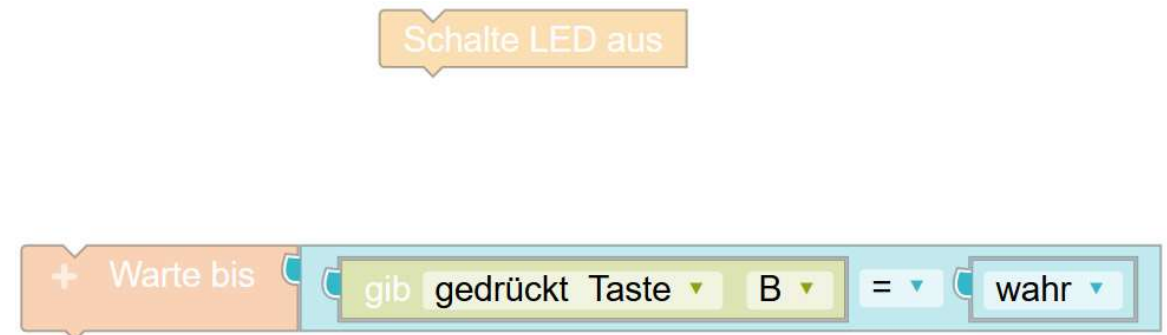 Schalte LED aus
+ Warte bis gib gedrückt Taste B = wahr